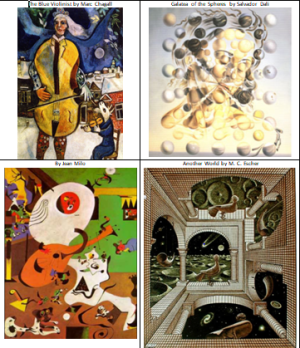 The Blue Violinist by Marc Chagall
Galatea of the Spheres by Salvador Dali
By Joan Miro
Another World by M. C. Escher